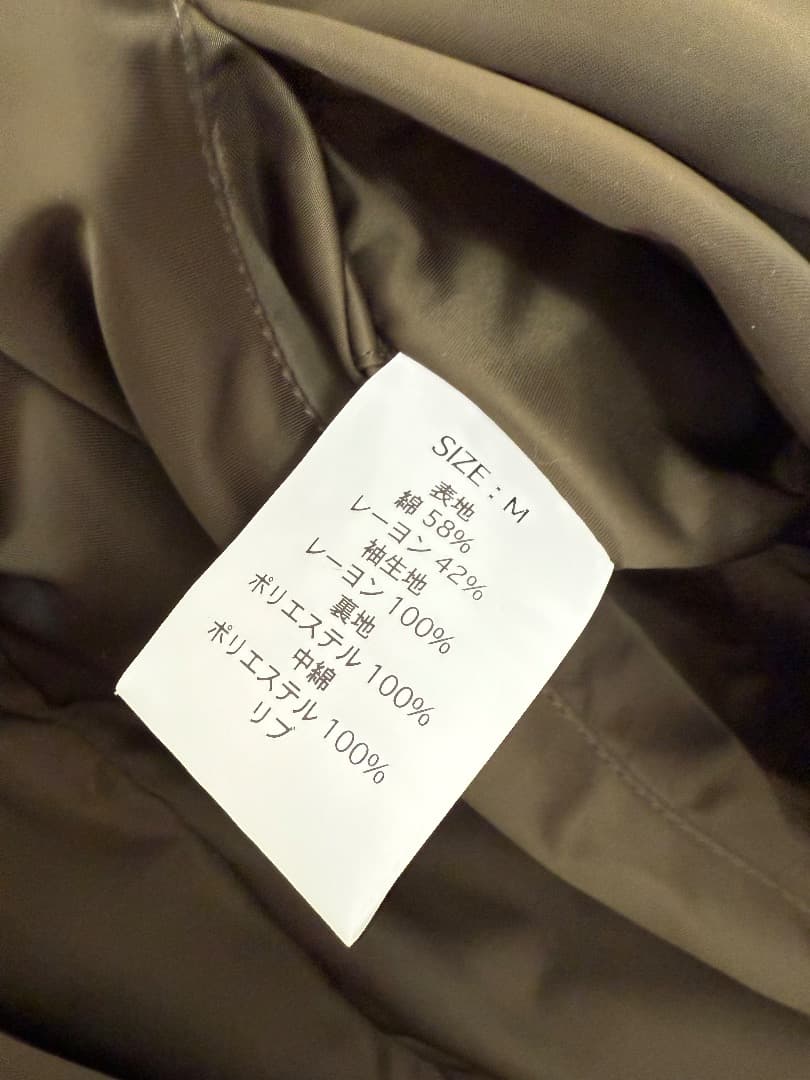 SIZE : M
表地
綿 58%
レーヨン 42%
袖生地
レーヨン 100%
裏地
ポリエステル 100%
中綿
ポリエステル 100%
リブ